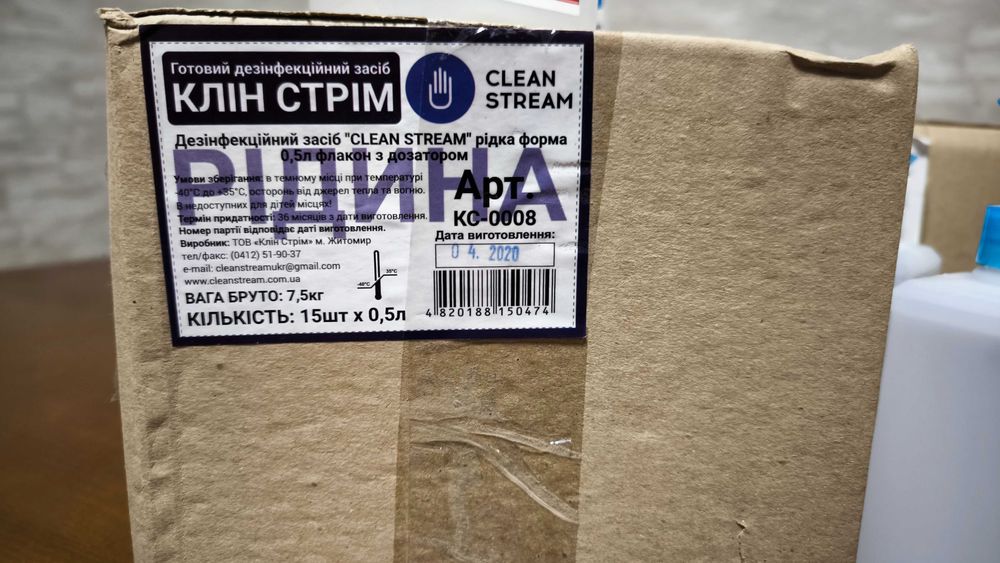 Готовий дезінфекційний засіб
КЛІН СТРІМ
CLEAN
STREAM
Дезінфекційний засіб "CLEAN STREAM" рідка форма
0,5л флакон з дозатором
РІДИНА
Умови зберігання: в темному місці при температурі
-40°С до +35°С, осторонь від джерел тепла та вогню.
В недоступних для дітей місцях!
Термін придатності: 36 місяців з дати виготовлення.
Номер партії відповідає даті виготовлення.
Виробник: ТОВ «Клін Стрім» м. Житомир
тел/факс: (0412) 51-90-37
e-mail: cleanstreamukr@gmail.com
www.cleanstream.com.ua
ВАГА БРУТО: 7,5кг
КІЛЬКІСТЬ: 15шт х 0,5л
35°C
-40°C
Арт.
КС-0008
Дата виготовлення:
0 4. 2020
4 820188 150474